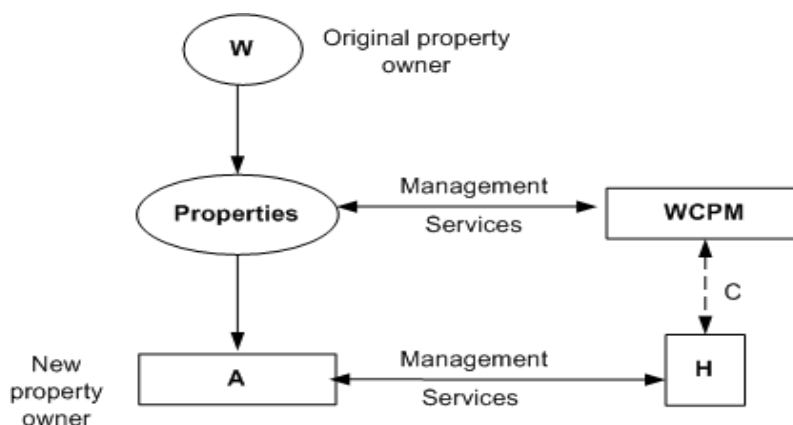 W
Original property
owner
Properties
Management
Services
WCPM
C
New
property
owner
A
Management
Services
H